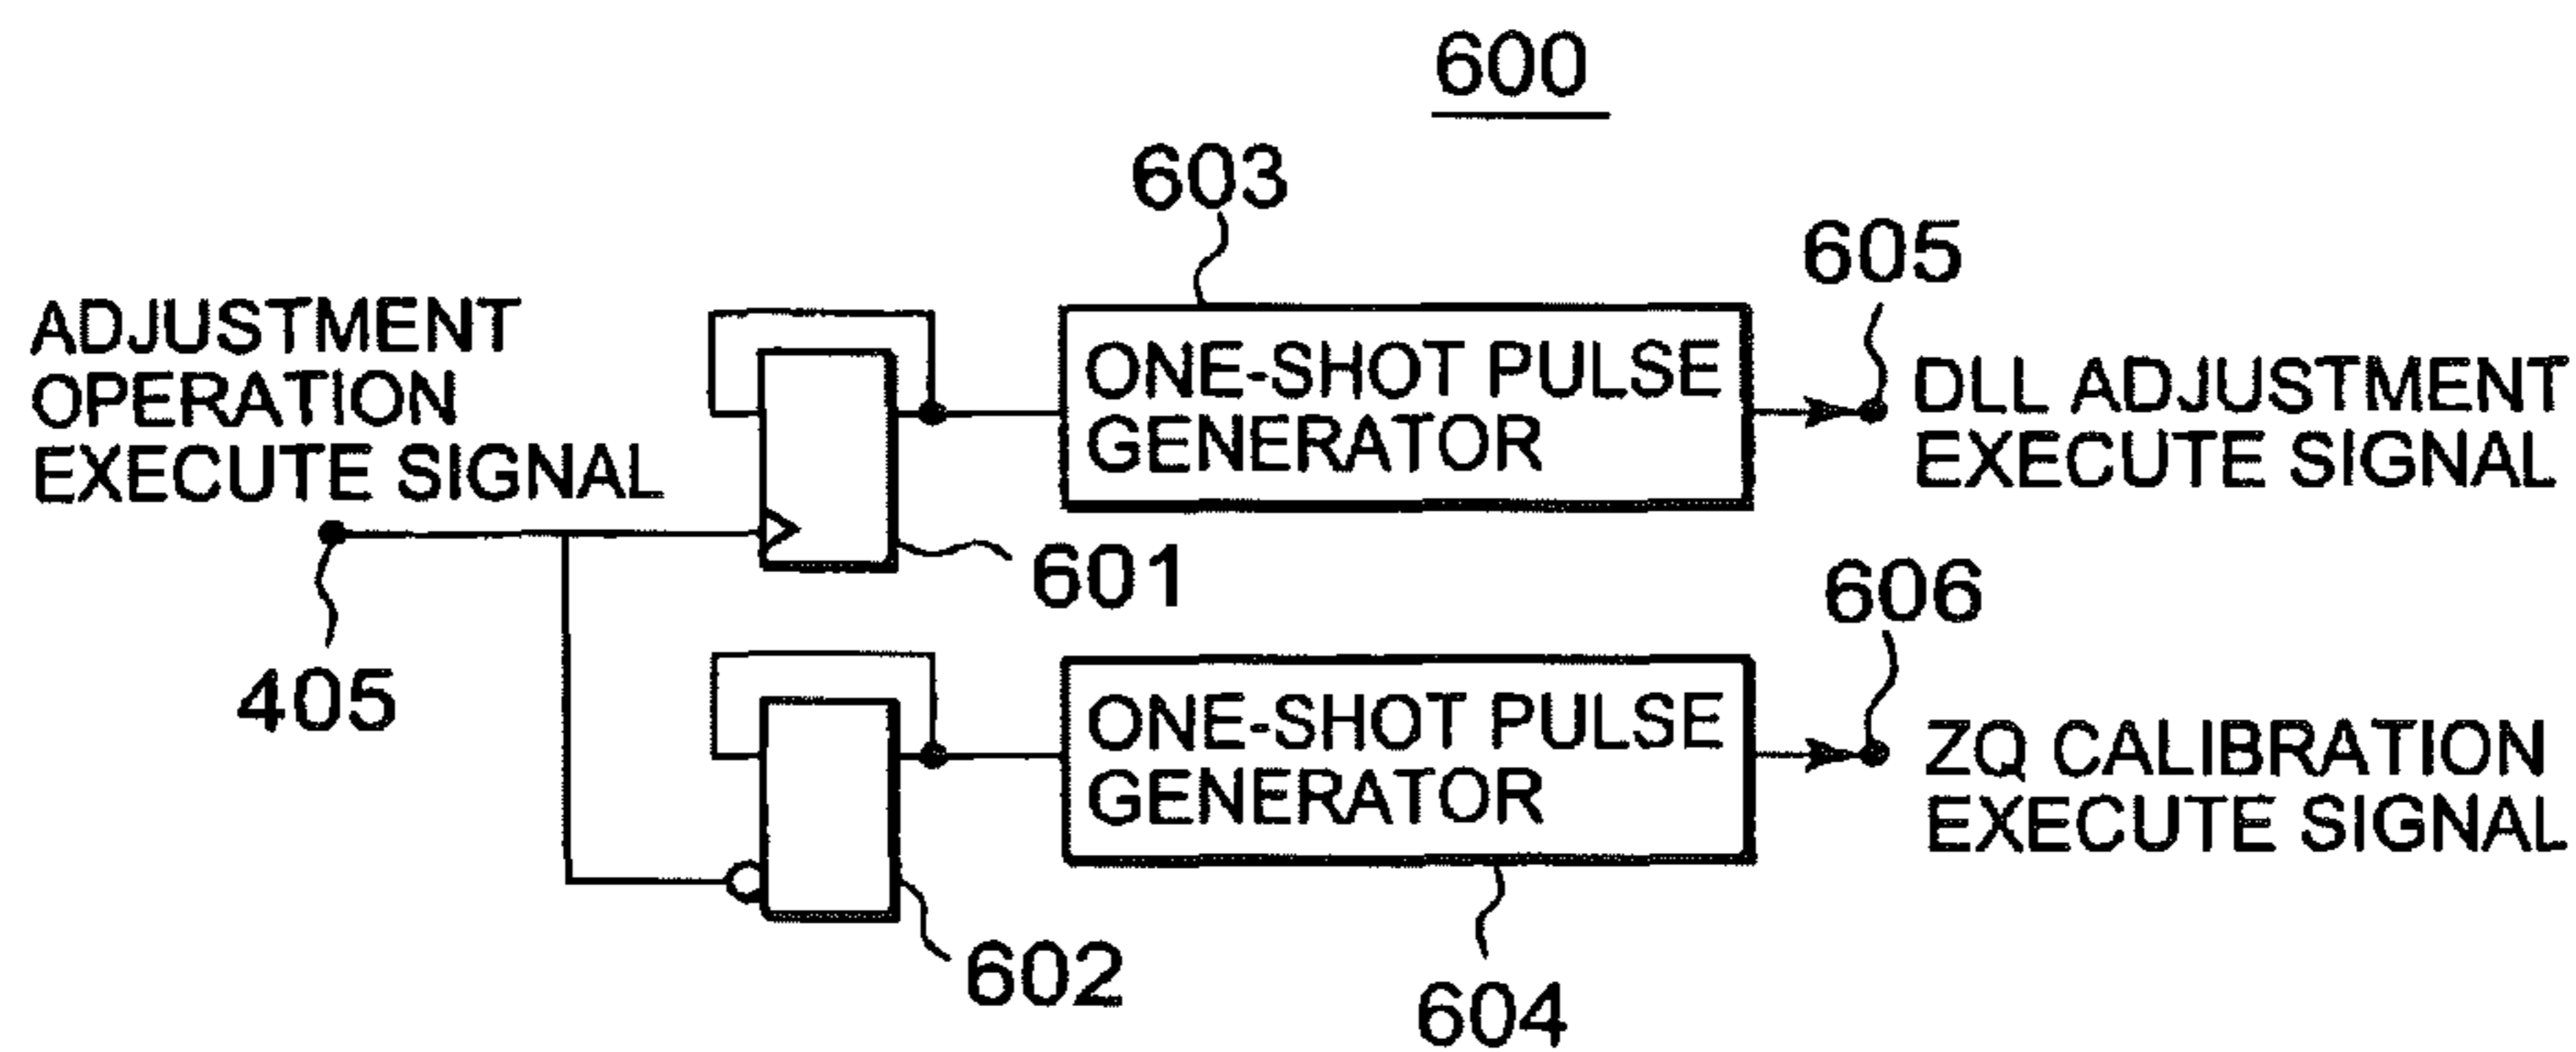 600
603
605
ADJUSTMENT
OPERATION
EXECUTE SIGNAL
ONE-SHOT PULSE
GENERATOR
DLL ADJUSTMENT
EXECUTE SIGNAL
601
405
606
ONE-SHOT PULSE
GENERATOR
ZQ CALIBRATION
EXECUTE SIGNAL
602
604